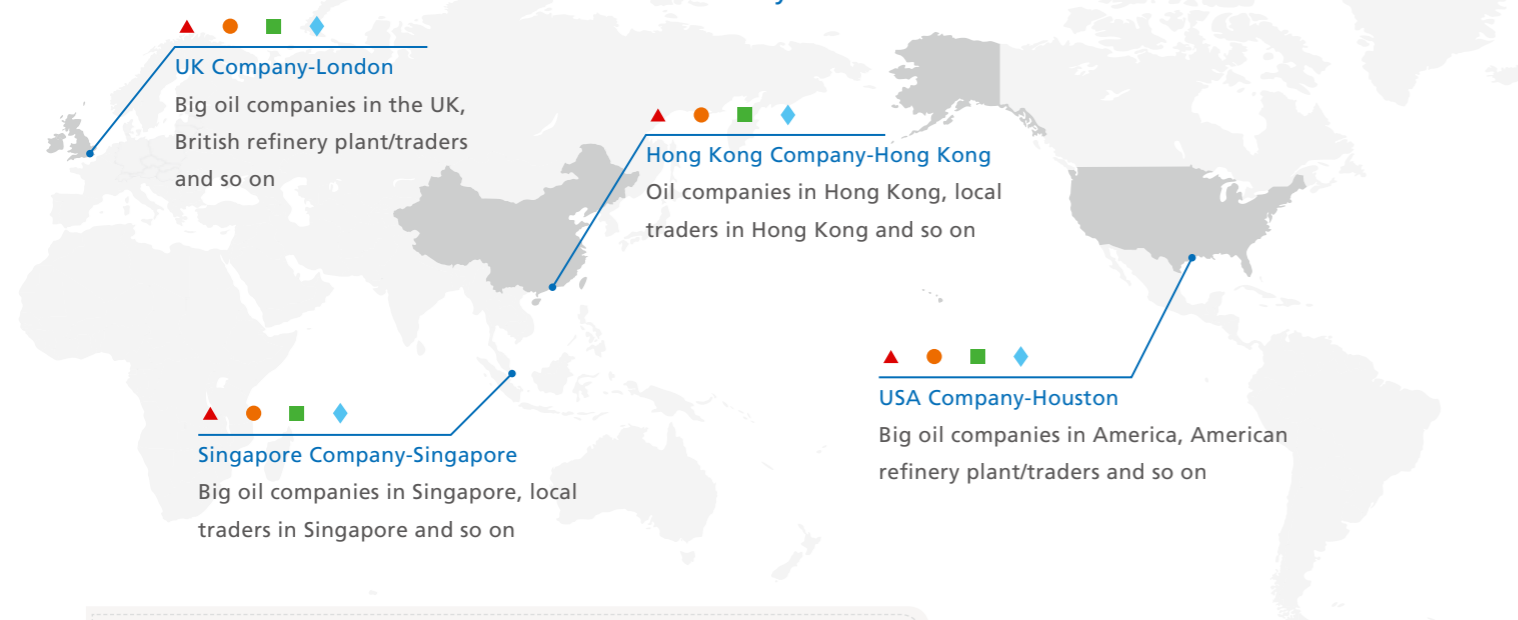 UK Company-London
Big oil companies in the UK,
British refinery plant/traders
and so on
Hong Kong Company-Hong Kong
Oil companies in Hong Kong, local
traders in Hong Kong and so on
USA Company-Houston
Big oil companies in America, American
refinery plant/traders and so on
Singapore Company-Singapore
Big oil companies in Singapore, local
traders in Singapore and so on